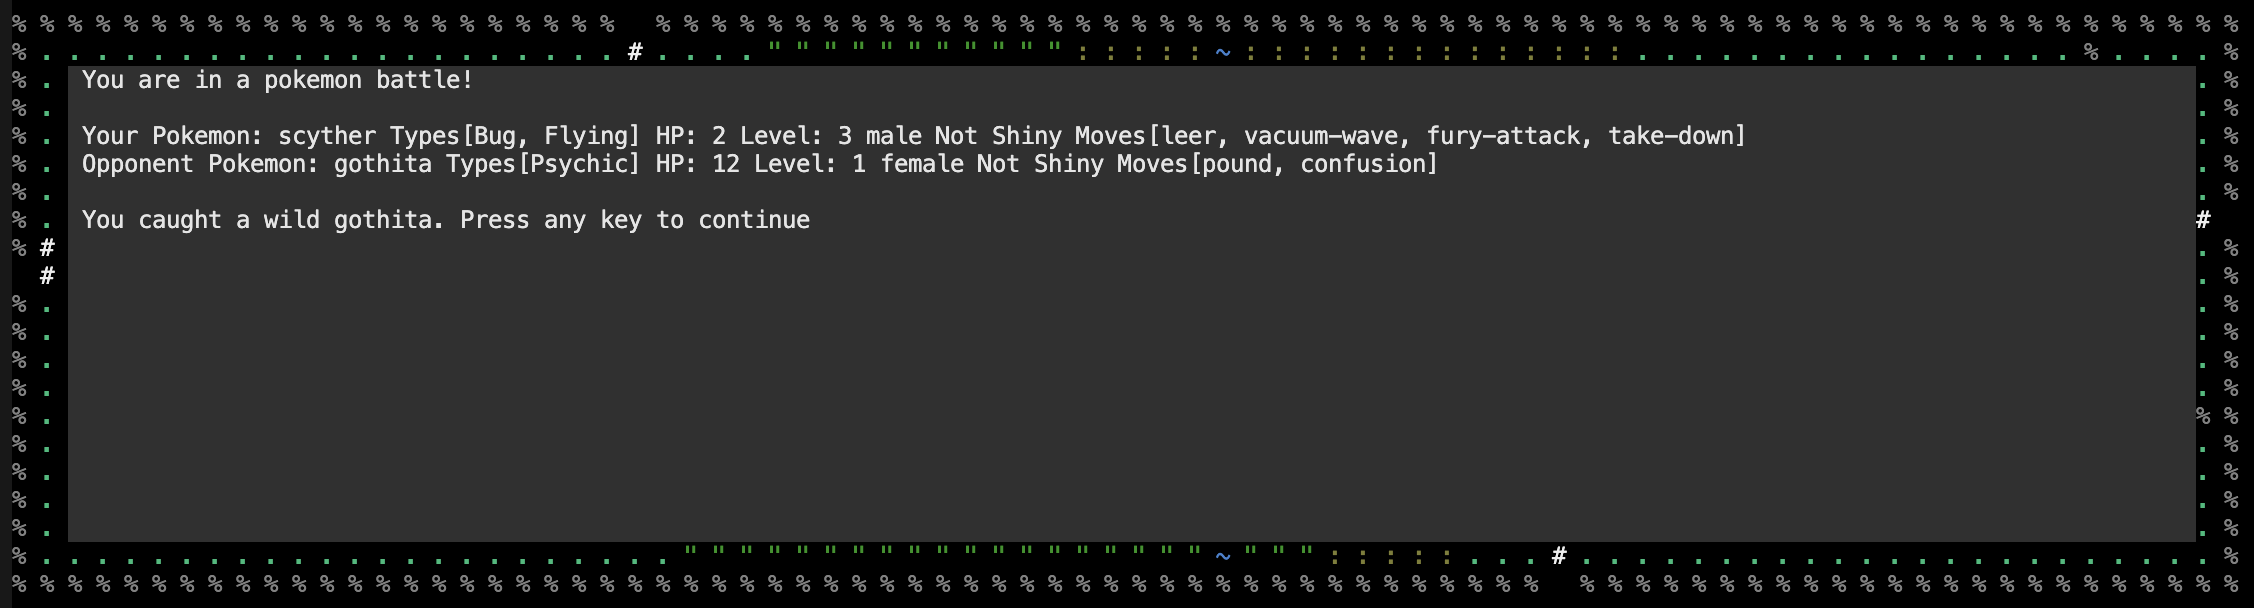 % % % % % % % % % % % % % % % % % % % % % %   % % % % % % % % % % % % % % % % % % % % % % % % % % % % % % % % % % % % % % % % % % % % % % % % %
% . . . . . . . . . . . . . . . . . . . . . # . . . . " " " " " " " " " " " : : : : : ~ : : : : : : : : : : : : : : . . . . . . . . . . . . . . . . % . . . . . %
% . You are in a pokemon battle! . %
% . . %
% . Your Pokemon: scyther Types[Bug, Flying] HP: 2 Level: 3 male Not Shiny Moves[leer, vacuum-wave, fury-attack, take-down] . %
% . Opponent Pokemon: gothita Types[Psychic] HP: 12 Level: 1 female Not Shiny Moves[pound, confusion] . %
% . . %
% . You caught a wild gothita. Press any key to continue #
% # . %
# . %
% . . %
% . . %
% . . %
% . . %
% . % %
% . . %
% . . %
% . . %
% . . %
% . . . . . . . . . . . . . . . . . . . . . . . " " " " " " " " " " " " " " " " " " " ~ " " " : : : : : . . . # . . . . . . . . . . . . . . . . . . . . . . . %
% % % % % % % % % % % % % % % % % % % % % % % % % % % % % % % % % % % % % % % % % % % % % % % % % % % % % % %   % % % % % % % % % % % % % % % % % % % % % % % %